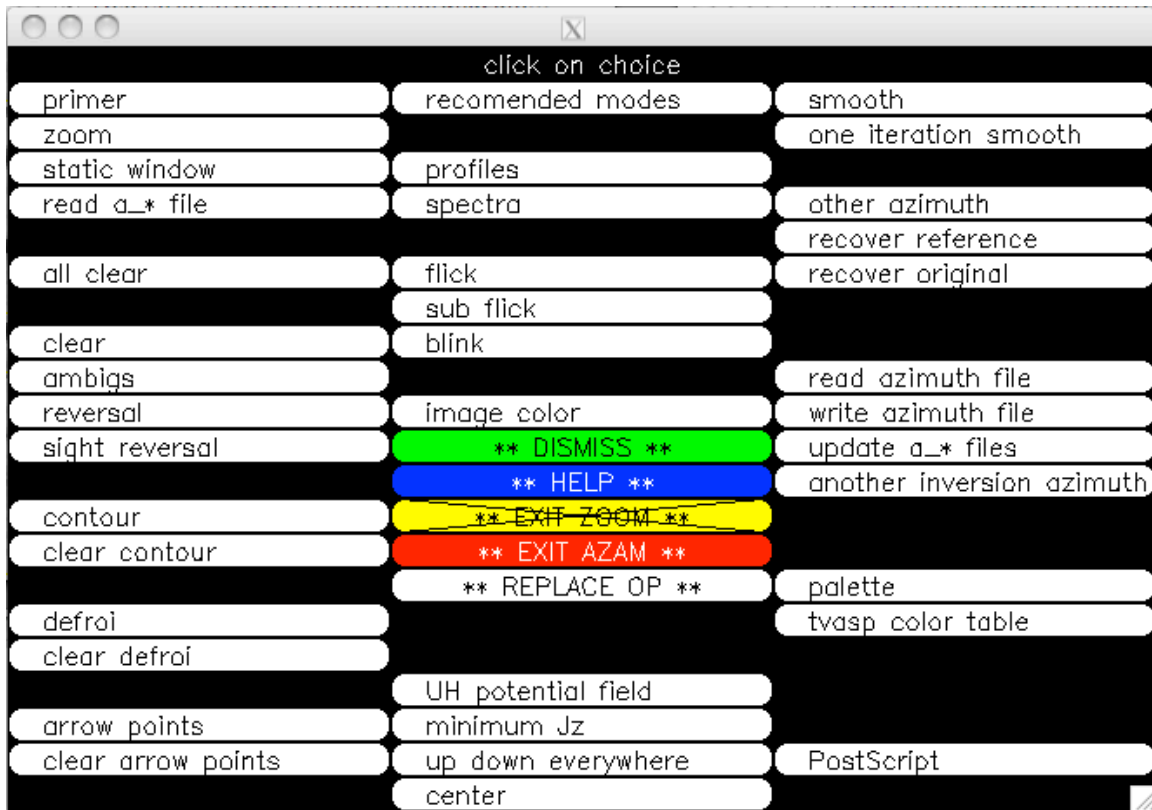 click on choice
primer
zoom
static window
read a_* file
all clear
clear
ambigs
reversal
sight reversal
contour
clear contour
defroi
clear defroi
arrow points
clear arrow points
recomended modes
profiles
spectra
flick
sub flick
blink
image color
** DISMISS **
** HELP **
** EXIT ZOOM **
** EXIT AZAM **
** REPLACE OP **
UH potential field
minimum Jz
up down everywhere
center
smooth
one iteration smooth
other azimuth
recover reference
recover original
read azimuth file
write azimuth file
update a_* files
another inversion azimuth
palette
tvasp color table
PostScript